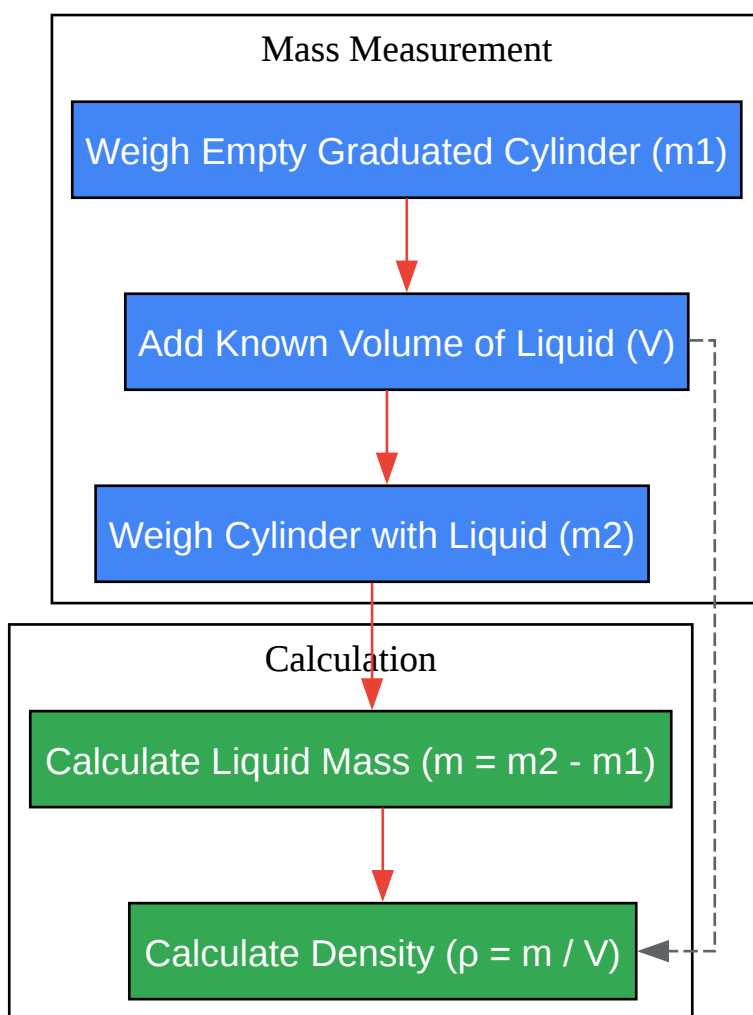 Mass Measurement
Weigh Empty Graduated Cylinder (m1)
Add Known Volume of Liquid (V)
Weigh Cylinder with Liquid (m2)
Calculation
Calculate Liquid Mass (m = m2 - m1)
Calculate Density (ρ = m / V)